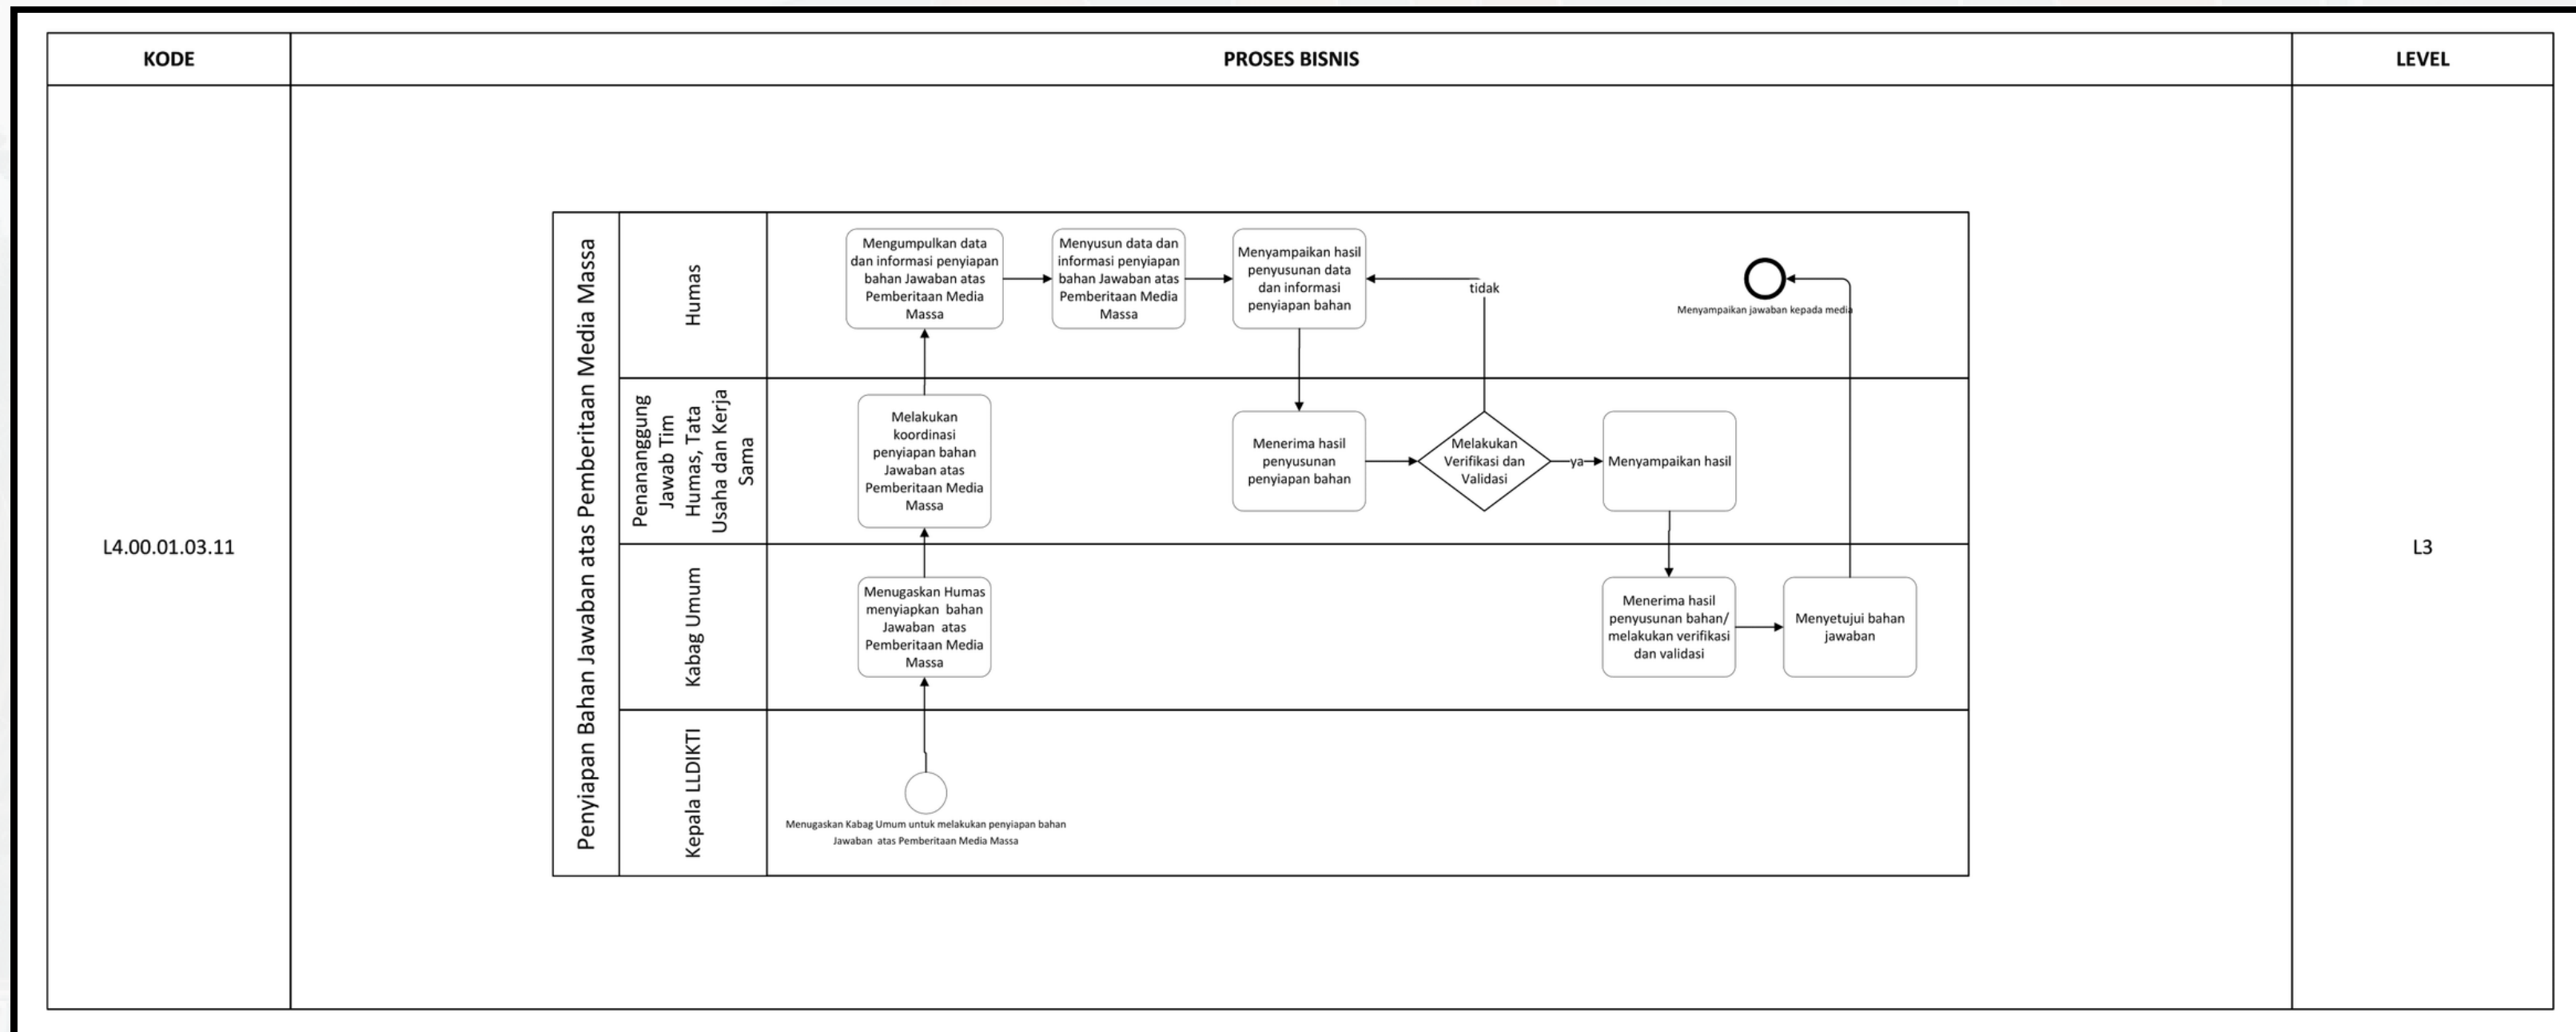 KODE
PROSES BISNIS
LEVEL
L4.00.01.03.11
L3
Penyiapan Bahan Jawaban atas Pemberitaan Media Massa
Humas
Mengumpulkan data
dan informasi penyiapan
bahan Jawaban atas
Pemberitaan Media
Massa
Menyusun data dan
informasi penyiapan
bahan Jawaban atas
Pemberitaan Media
Massa
Menyampaikan hasil
penyusunan data
dan informasi
penyiapan bahan
tidak
Menyampaikan jawaban kepada media
Penananggung
Jawab Tim
Humas, Tata
Usaha dan Kerja
Sama
Melakukan
koordinasi
penyiapan bahan
Jawaban atas
Pemberitaan Media
Massa
Menerima hasil
penyusunan
penyiapan bahan
Melakukan
Verifikasi dan
Validasi
ya
Menyampaikan hasil
Kabag Umum
Menugaskan Humas
menyiapkan bahan
Jawaban atas
Pemberitaan Media
Massa
Menerima hasil
penyusunan bahan/
melakukan verifikasi
dan validasi
Menyetujui bahan
jawaban
Kepala LLDIKTI
Menugaskan Kabag Umum untuk melakukan penyiapan bahan
Jawaban atas Pemberitaan Media Massa